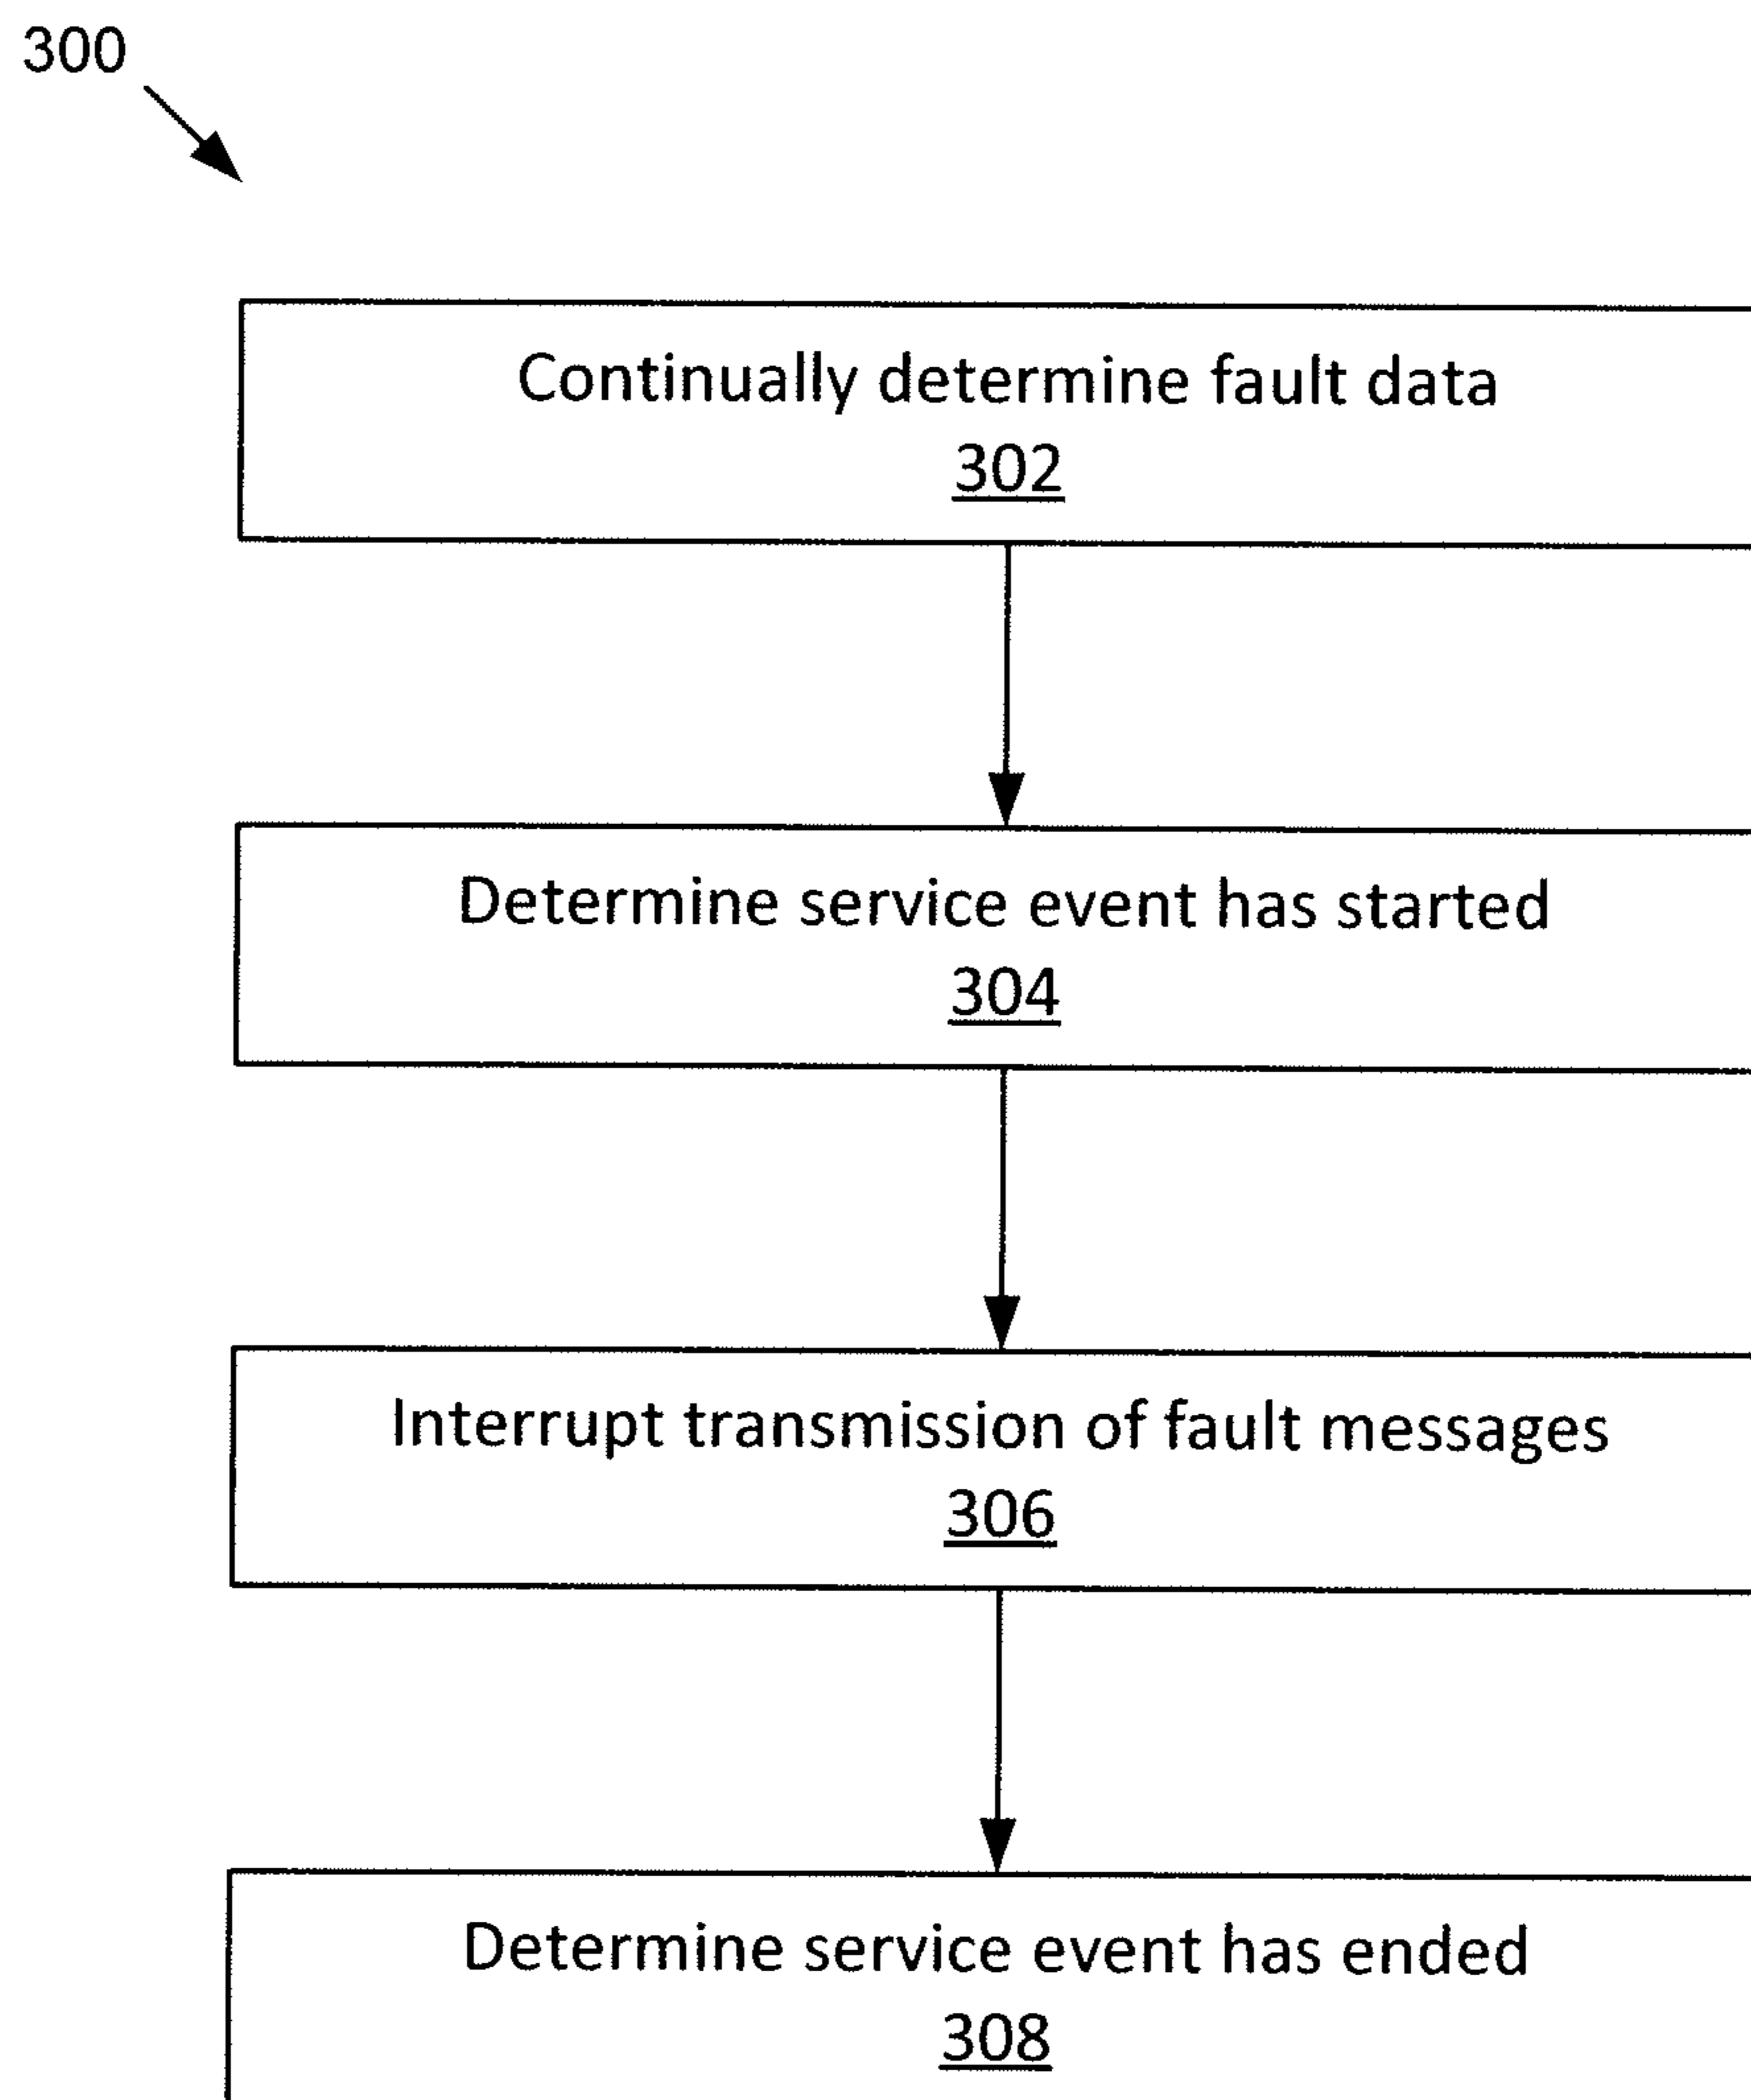 300
Continually determine fault data
302
Determine service event has started
304
Interrupt transmission of fault messages
306
Determine service event has ended
308